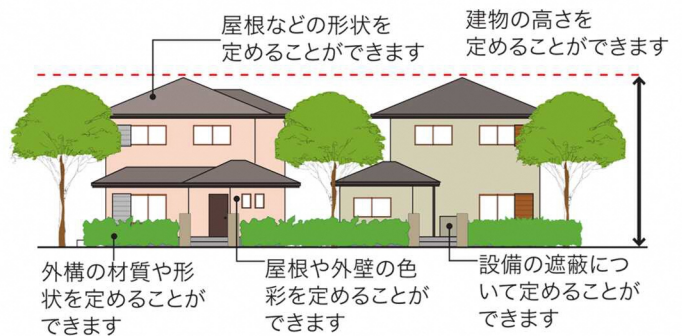 屋根などの形状を
定めることができます
建物の高さを
定めることができます
外構の材質や形
状を定めることが
できます
屋根や外壁の色
彩を定めることが
できます
設備の遮蔽につ
いて定めることが
できます